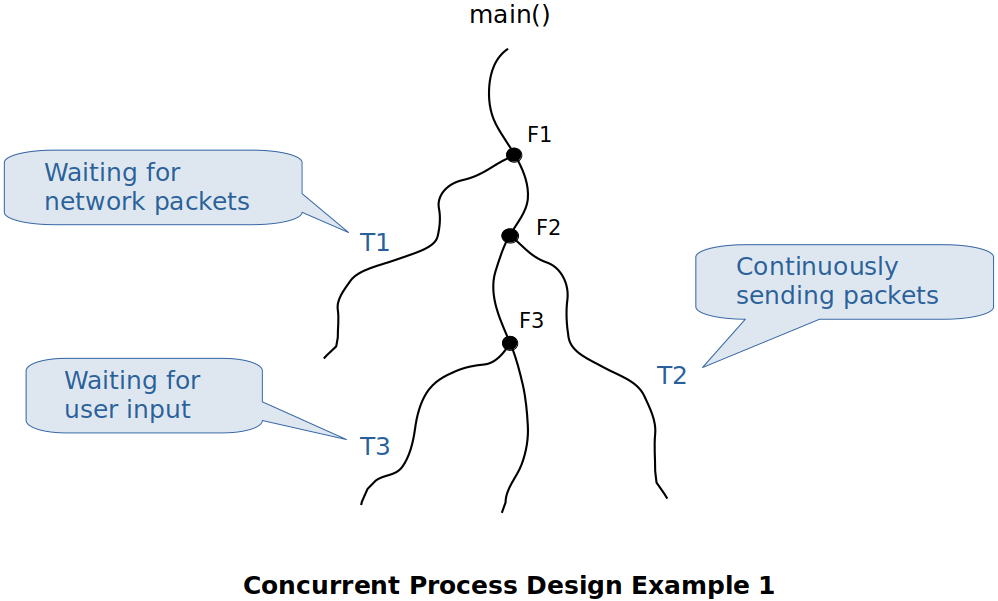 main()
F1
Waiting for
network packets
T1
F2
Continuously
sending packets
F3
T2
Waiting for
user input
T3
Concurrent Process Design Example 1